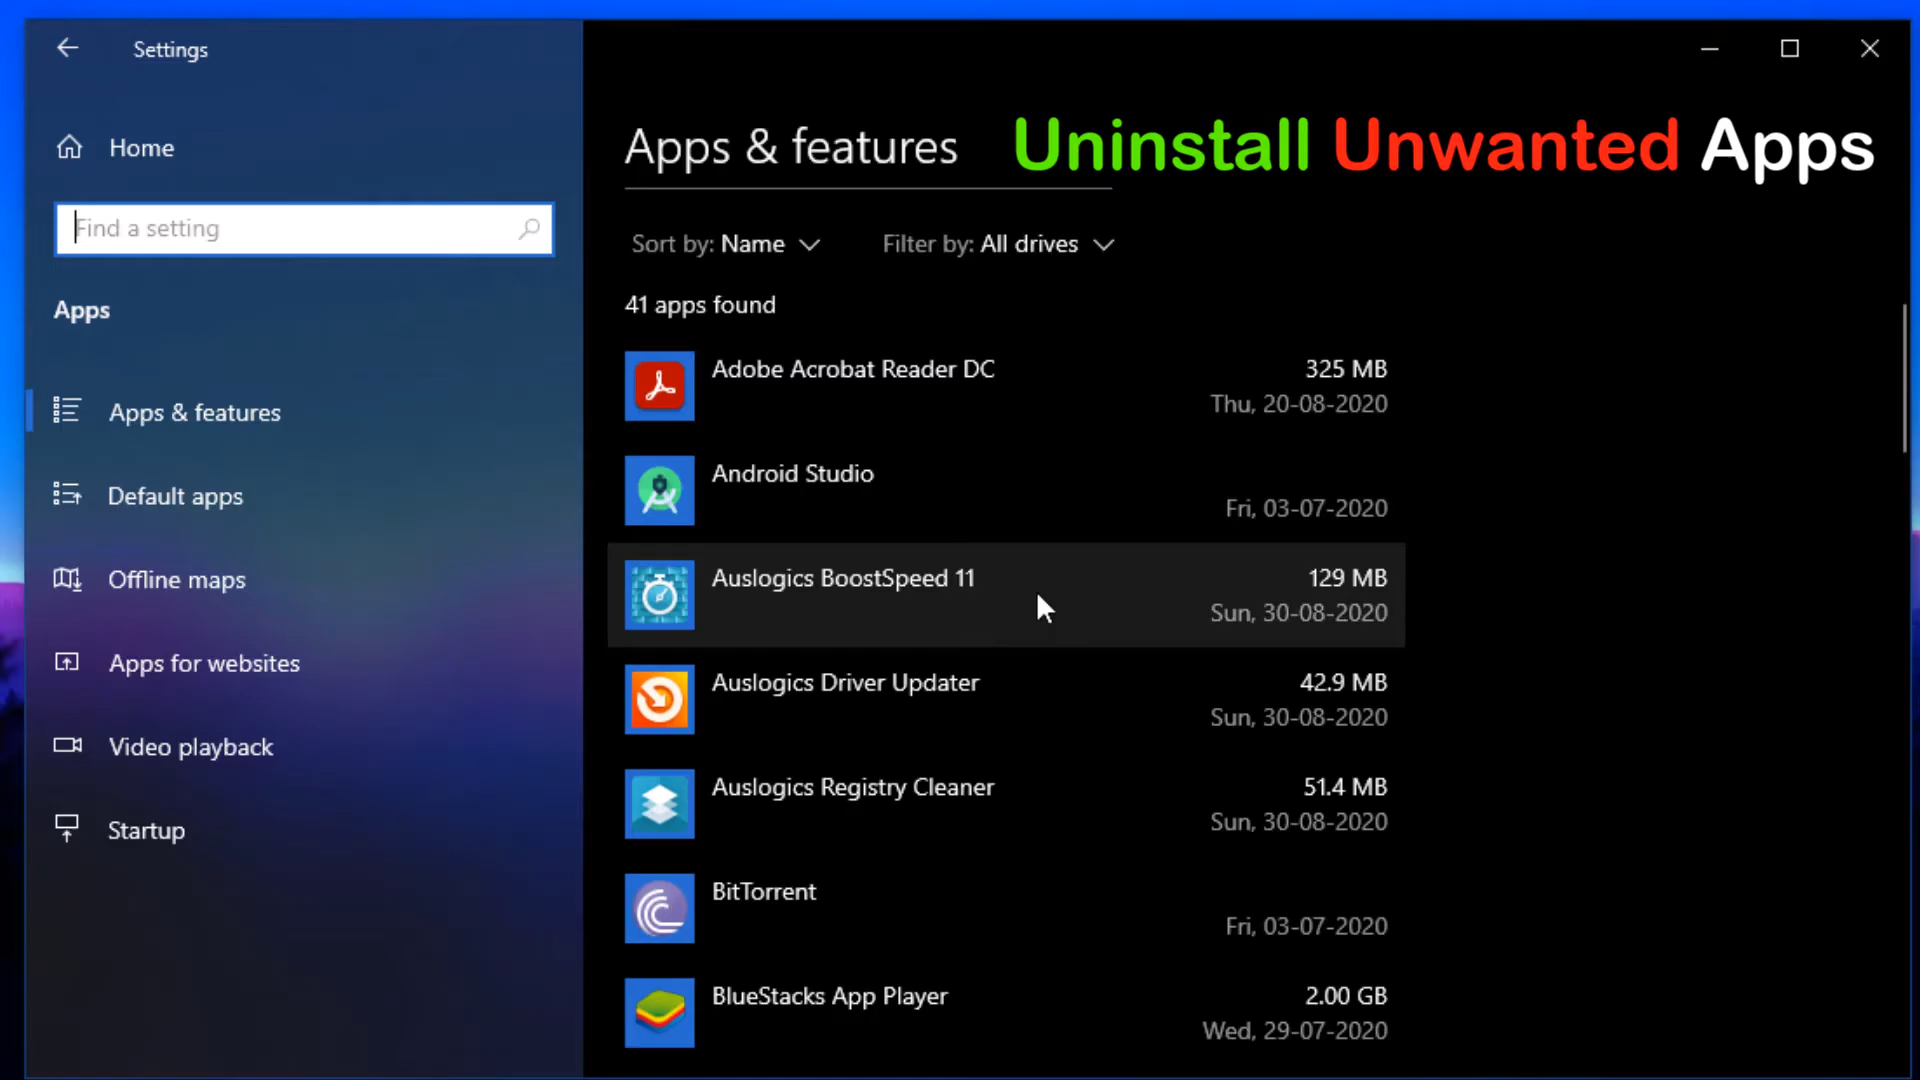 Settings
Home
Find a setting
Apps
Apps & features
Default apps
Offline maps
Apps for websites
Video playback
Startup
Apps & features
Uninstall Unwanted Apps
Sort by: Name
Filter by: All drives
41 apps found
Adobe Acrobat Reader DC
325 MB
Thu, 20-08-2020
Android Studio
Fri, 03-07-2020
Auslogics BoostSpeed 11
129 MB
Sun, 30-08-2020
Auslogics Driver Updater
42.9 MB
Sun, 30-08-2020
Auslogics Registry Cleaner
51.4 MB
Sun, 30-08-2020
BitTorrent
Fri, 03-07-2020
BlueStacks App Player
2.00 GB
Wed, 29-07-2020